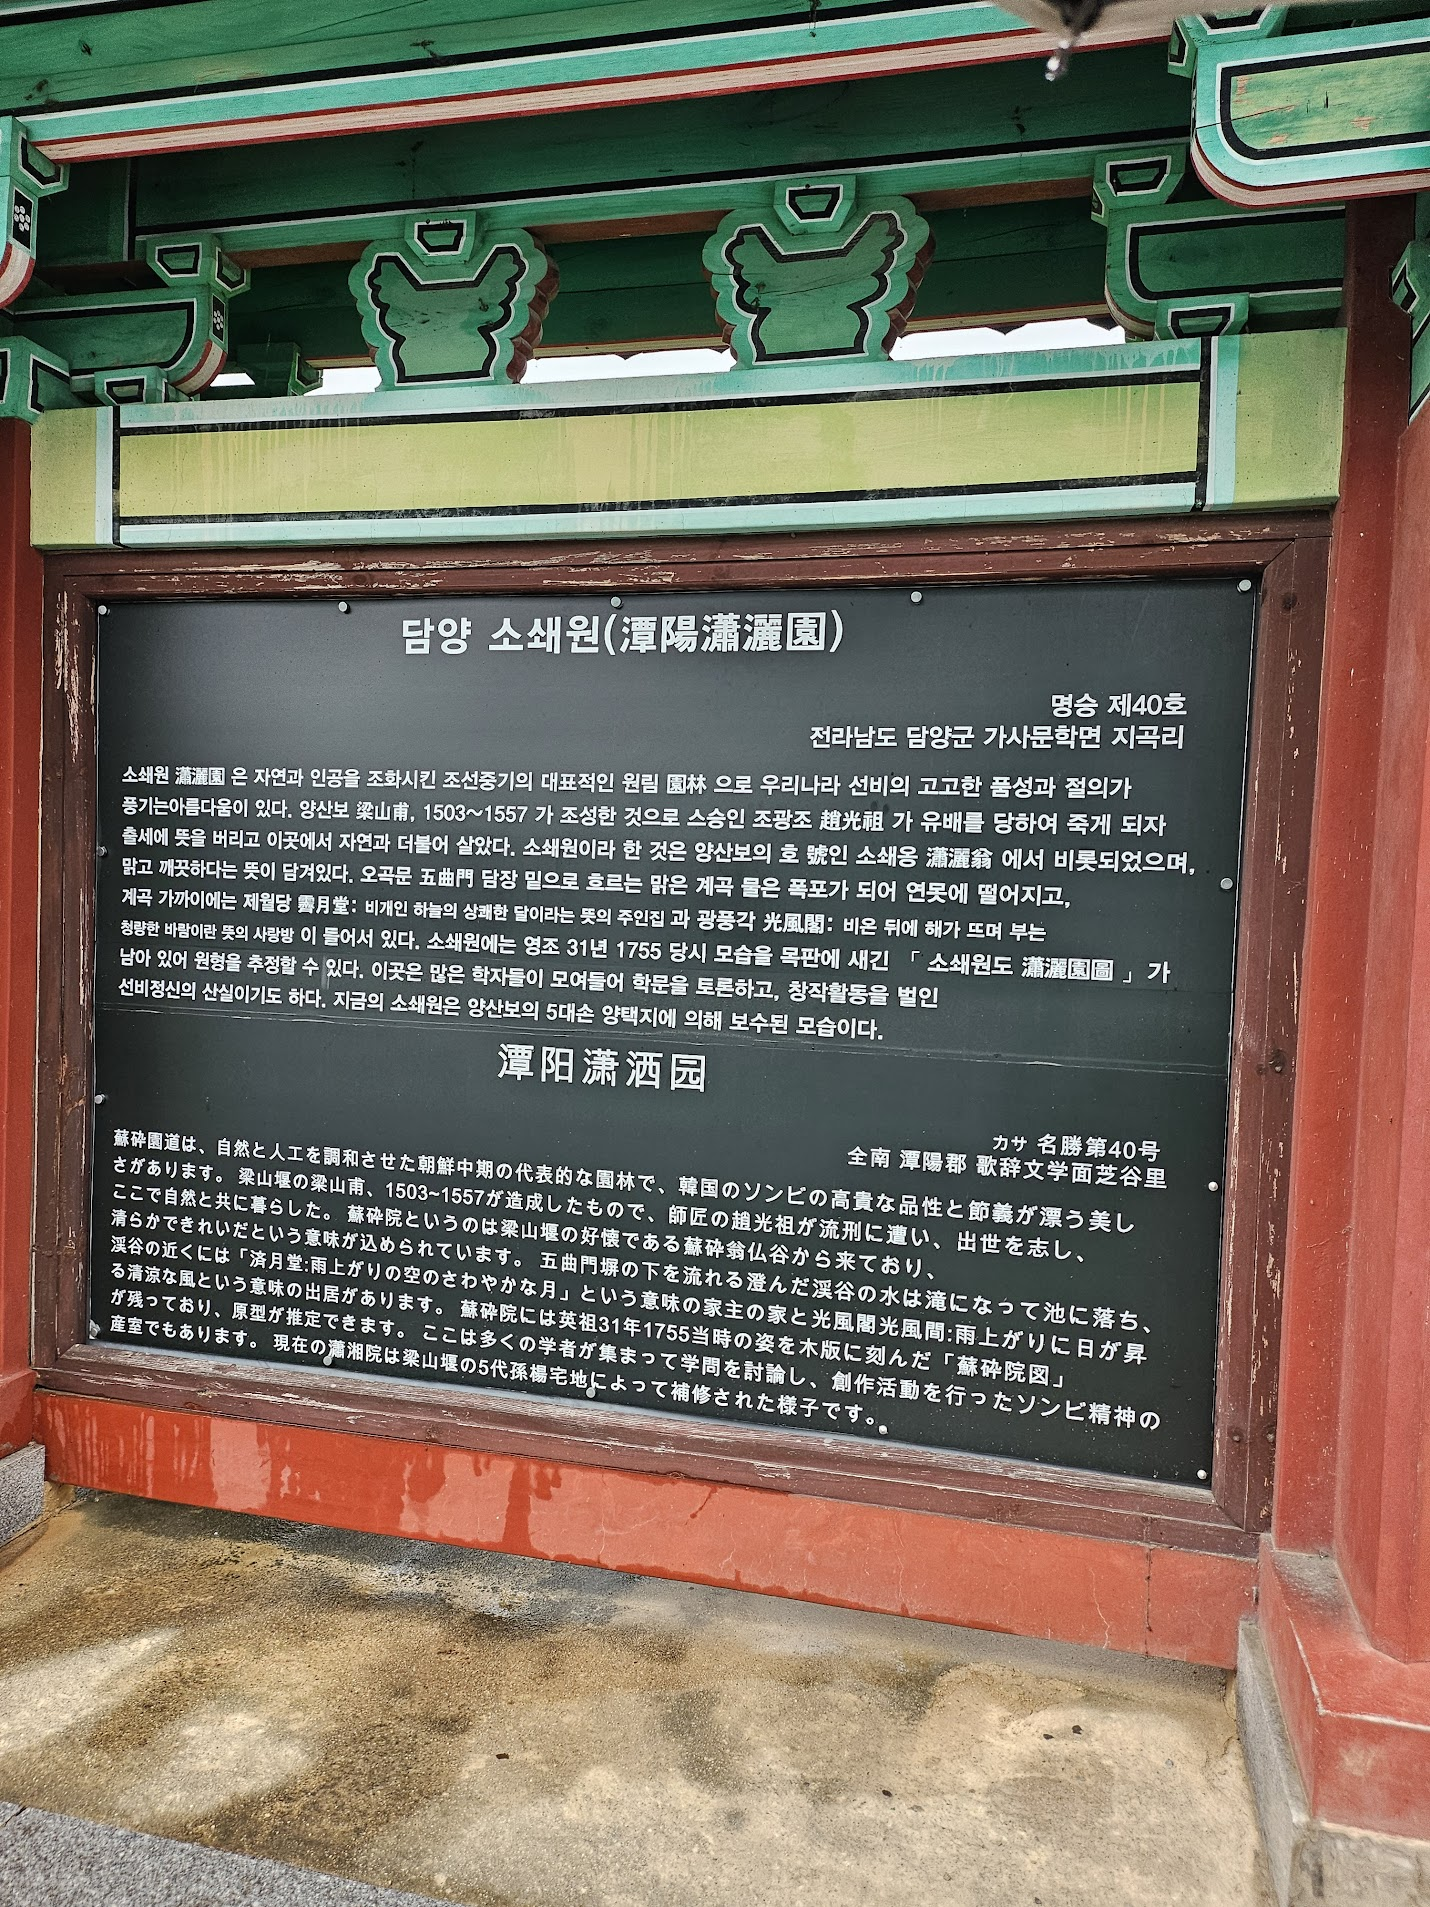 담양 소쇄원(潭陽瀟灑園)
명승 제40호
전라남도 담양군 가사문학면 지곡리
소쇄원 瀟灑園 은 자연과 인공을 조화시킨 조선중기의 대표적인 원림 園林 으로 우리나라 선비의 고고한 품성과 절의가
풍기는아름다움이 있다. 양산보 梁山甫, 1503~1557 가 조성한 것으로 스승인 조광조 趙光祖 가 유배를 당하여 죽게 되자
출세에 뜻을 버리고 이곳에서 자연과 더불어 살았다. 소쇄원이라 한 것은 양산보의 호 號인 소쇄옹 瀟灑翁 에서 비롯되었으며,
맑고 깨끗하다는 뜻이 담겨있다. 오곡문 五曲門 담장 밑으로 흐르는 맑은 계곡 물은 폭포가 되어 연못에 떨어지고,
계곡 가까이에는 제월당 霽月堂: 비개인 하늘의 상쾌한 달이라는 뜻의 주인집 과 광풍각 光風閣: 비온 뒤에 해가 뜨며 부는
청량한 바람이란 뜻의 사랑방 이 들어서 있다. 소쇄원에는 영조 31년 1755 당시 모습을 목판에 새긴 「 소쇄원도 瀟灑園圖 」 가
남아 있어 원형을 추정할 수 있다. 이곳은 많은 학자들이 모여들어 학문을 토론하고, 창작활동을 벌인
선비정신의 산실이기도 하다. 지금의 소쇄원은 양산보의 5대손 양택지에 의해 보수된 모습이다.
潭阳潇洒园
カサ 名勝第40号
全南 潭陽郡 歌辞文学面芝谷里
蘇砕園道は、自然と人工を調和させた朝鮮中期の代表的な園林で、韓国のソンビの高貴な品性と節義が漂う美し
さがあります。 梁山堰の梁山甫、1503~1557が造成したもので、師匠の趙光祖が流刑に遭い、出世を志し、
ここで自然と共に暮らした。 蘇砕院というのは梁山堰の好懐である蘇砕翁仏谷から来ており、
清らかできれいだという意味が込められています。 五曲門塀の下を流れる澄んだ渓谷の水は滝になって池に落ち、
渓谷の近くには「済月堂:雨上がりの空のさわやかな月」という意味の家主の家と光風閣光風間:雨上がりに日が昇
る清涼な風という意味の出居があります。 蘇砕院には英祖31年1755当時の姿を木版に刻んだ「蘇砕院図」
が残っており、原型が推定できます。 ここは多くの学者が集まって学問を討論し、創作活動を行ったソンビ精神の
産室でもあります。 現在の瀟湘院は梁山堰の5代孫楊宅地によって補修された様子です。